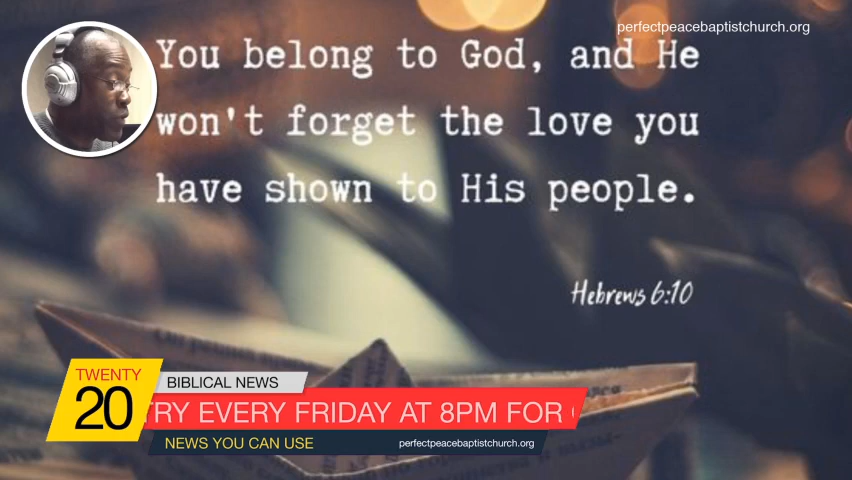 perfectpeacebaptistchurch.org
You belong to God, and He
won't forget the love you
have shown to His people.
Hebrews 6:10
TWENTY
20
BIBLICAL NEWS
TRY EVERY FRIDAY AT 8PM FOR
NEWS YOU CAN USE
perfectpeacebaptistchurch.org